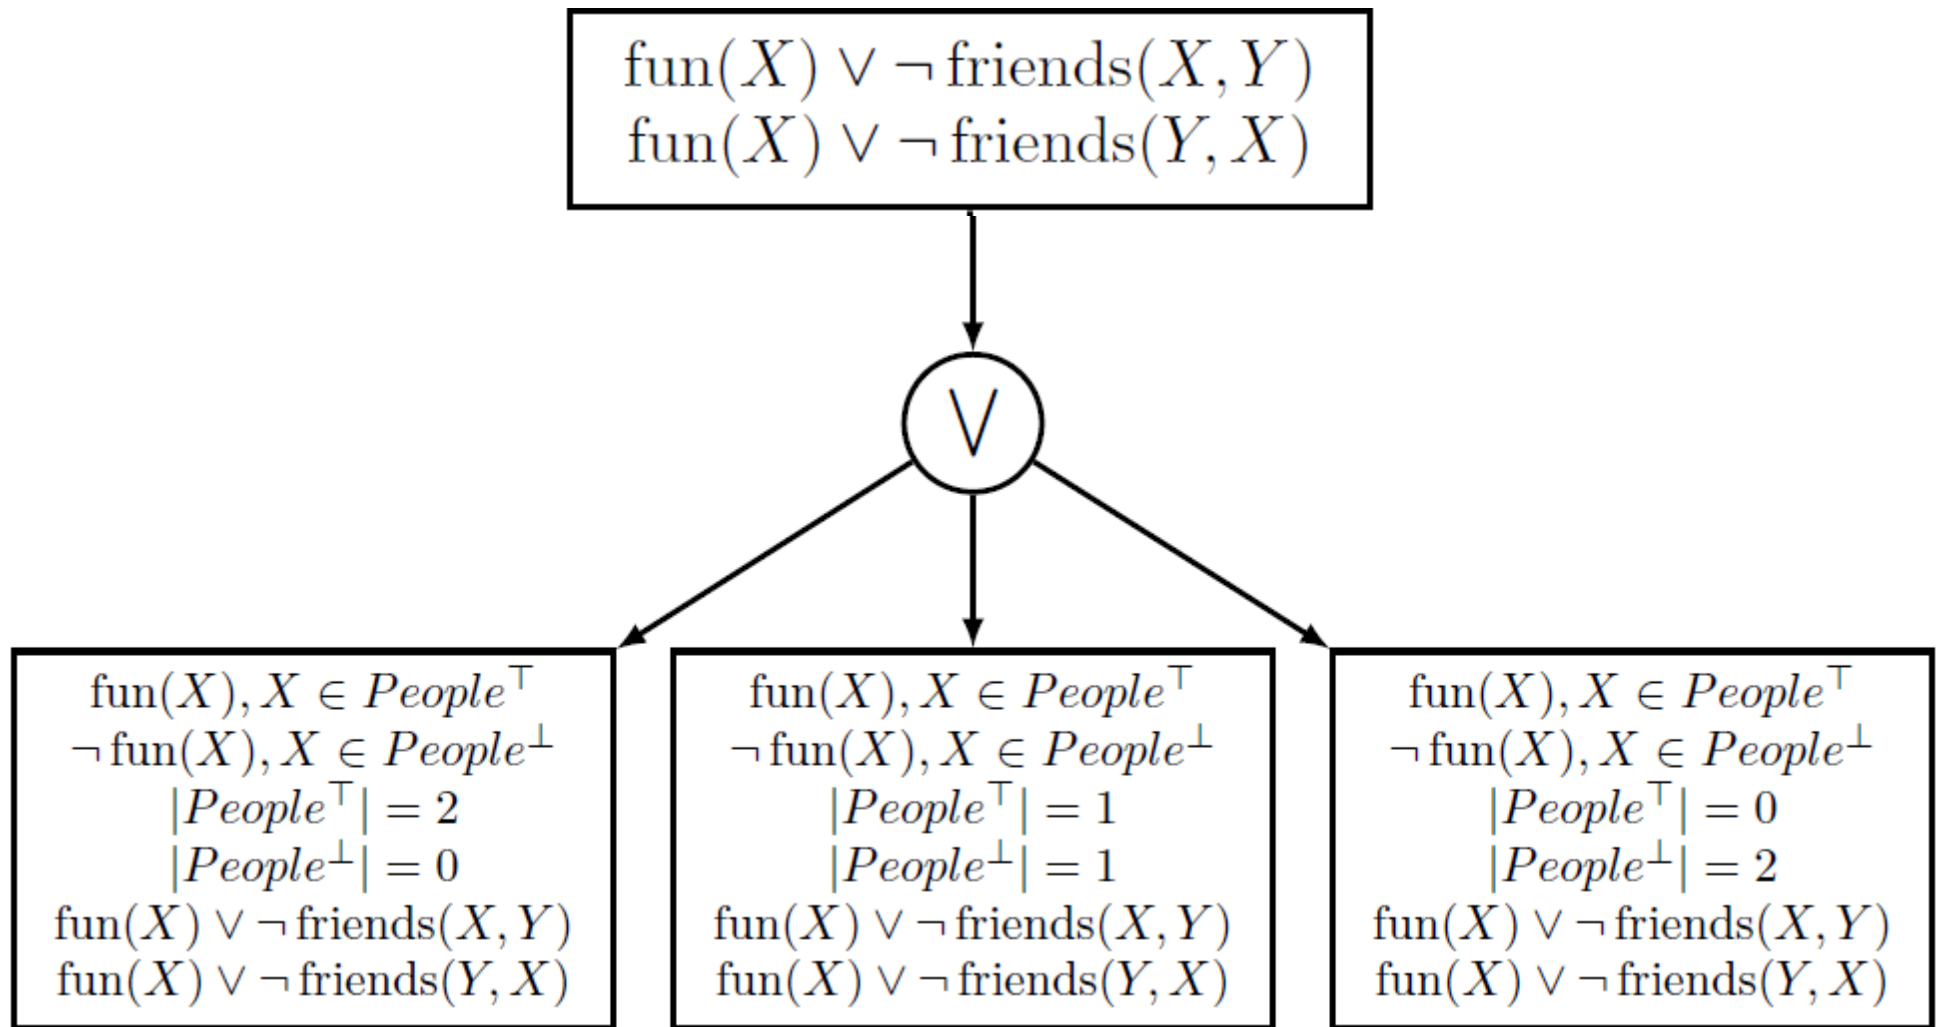 fun(X) ∨ ¬ friends(X, Y)
fun(X) ∨ ¬ friends(Y, X)
∨
fun(X), X ∈ People⊤
¬ fun(X), X ∈ People⊥
|People⊤| = 2
|People⊥| = 0
fun(X) ∨ ¬ friends(X, Y)
fun(X) ∨ ¬ friends(Y, X)
fun(X), X ∈ People⊤
¬ fun(X), X ∈ People⊥
|People⊤| = 1
|People⊥| = 1
fun(X) ∨ ¬ friends(X, Y)
fun(X) ∨ ¬ friends(Y, X)
fun(X), X ∈ People⊤
¬ fun(X), X ∈ People⊥
|People⊤| = 0
|People⊥| = 2
fun(X) ∨ ¬ friends(X, Y)
fun(X) ∨ ¬ friends(Y, X)